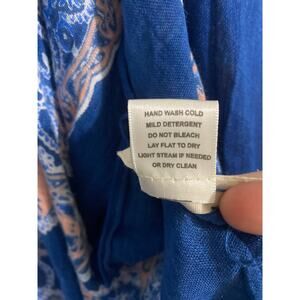 HAND WASH COLD
MILD DETERGENT
DO NOT BLEACH
LAY FLAT TO DRY
LIGHT STEAM IF NEEDED
OR DRY CLEAN